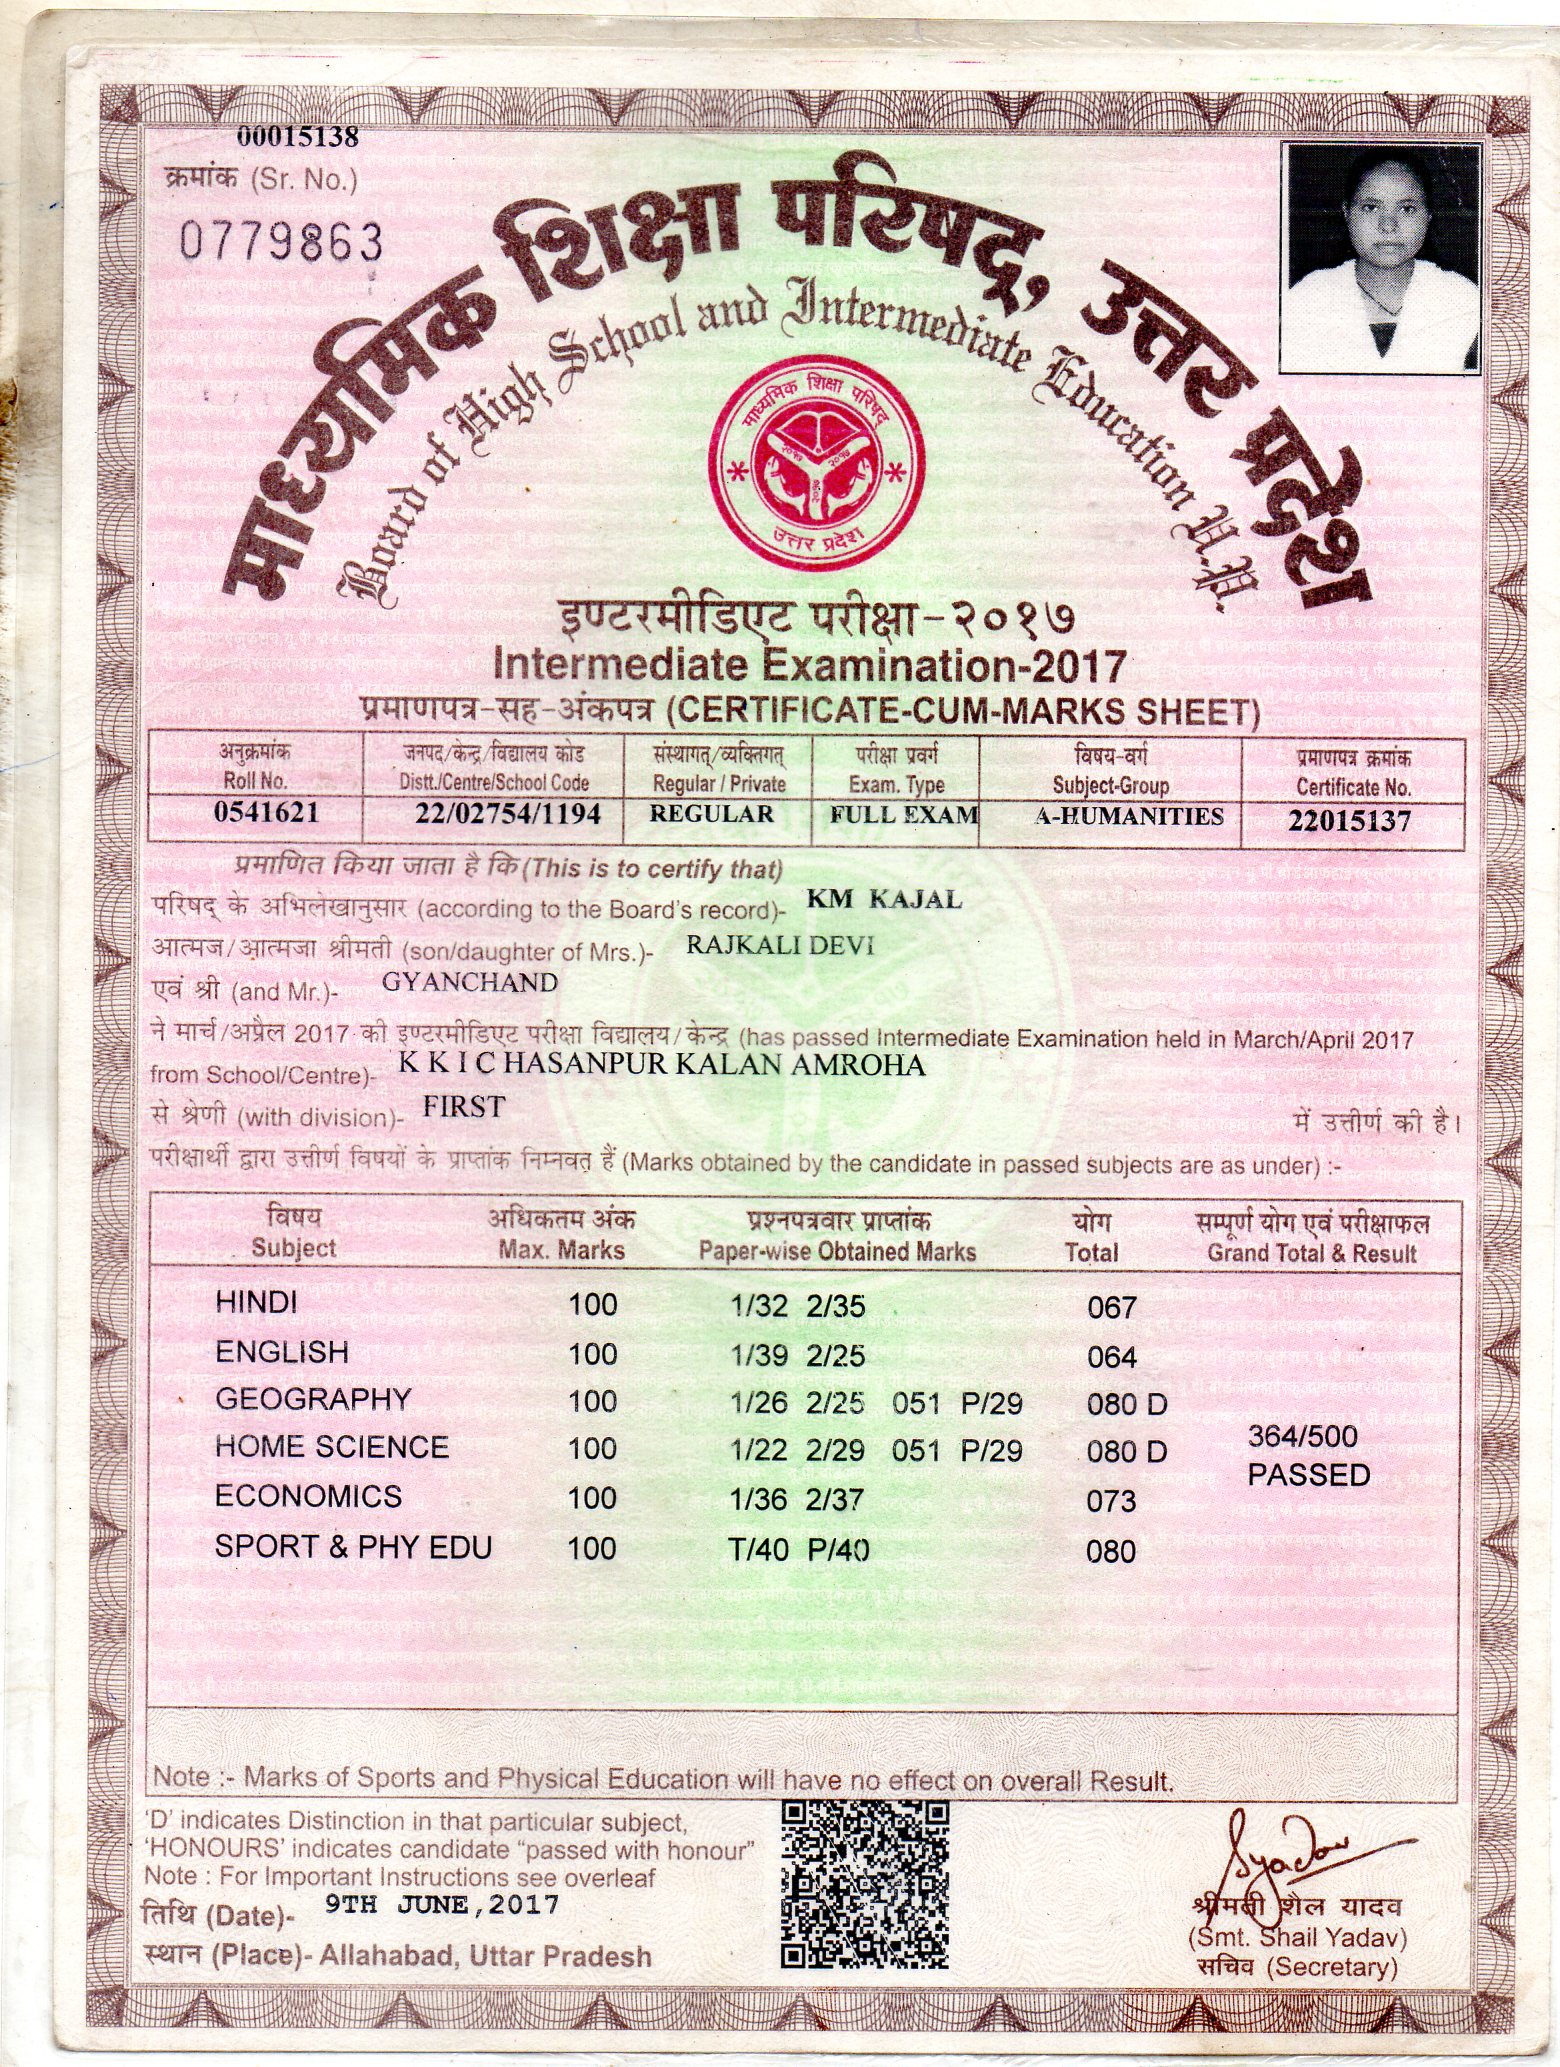 00015138
क्रमांक (Sr. No.)
0779863
माध्यमिक शिक्षा परिषद्, उत्तर प्रदेश
Board of High School and Intermediate Education U.P.
माध्यमिक शिक्षा परिषद्
२०१७ २०१७
२०१७
उत्तर प्रदेश
इण्टरमीडिएट परीक्षा-२०१७
Intermediate Examination-2017
प्रमाणपत्र-सह-अंकपत्र (CERTIFICATE-CUM-MARKS SHEET)
अनुक्रमांक जनपद/केन्द्र/विद्यालय कोड संस्थागत्/व्यक्तिगत् परीक्षा प्रवर्ग विषय-वर्ग प्रमाणपत्र क्रमांक
Roll No. Distt./Centre/School Code Regular / Private Exam. Type Subject-Group Certificate No.
0541621 22/02754/1194 REGULAR FULL EXAM A-HUMANITIES 22015137
प्रमाणित किया जाता है कि (This is to certify that)
परिषद् के अभिलेखानुसार (according to the Board's record)- KM KAJAL
आत्मज/आत्मजा श्रीमती (son/daughter of Mrs.)- RAJKALI DEVI
एवं श्री (and Mr.)- GYANCHAND
ने मार्च/अप्रैल 2017 की इण्टरमीडिएट परीक्षा विद्यालय/केन्द्र (has passed Intermediate Examination held in March/April 2017
from School/Centre)- K K I C HASANPUR KALAN AMROHA
से श्रेणी (with division)- FIRST में उत्तीर्ण की है।
परीक्षार्थी द्वारा उत्तीर्ण विषयों के प्राप्तांक निम्नवत् हैं (Marks obtained by the candidate in passed subjects are as under) :-
विषय अधिकतम अंक प्रश्नपत्रवार प्राप्तांक योग सम्पूर्ण योग एवं परीक्षाफल
Subject Max. Marks Paper-wise Obtained Marks Total Grand Total & Result
HINDI 100 1/32 2/35 067
ENGLISH 100 1/39 2/25 064
GEOGRAPHY 100 1/26 2/25 051 P/29 080 D
364/500
HOME SCIENCE 100 1/22 2/29 051 P/29 080 D
PASSED
ECONOMICS 100 1/36 2/37 073
SPORT & PHY EDU 100 T/40 P/40 080
Note :- Marks of Sports and Physical Education will have no effect on overall Result.
'D' indicates Distinction in that particular subject,
'HONOURS' indicates candidate "passed with honour"
Note : For Important Instructions see overleaf
तिथि (Date)- 9TH JUNE,2017
स्थान (Place)- Allahabad, Uttar Pradesh
Syadav
श्रीमती शैल यादव
(Smt. Shail Yadav)
सचिव (Secretary)